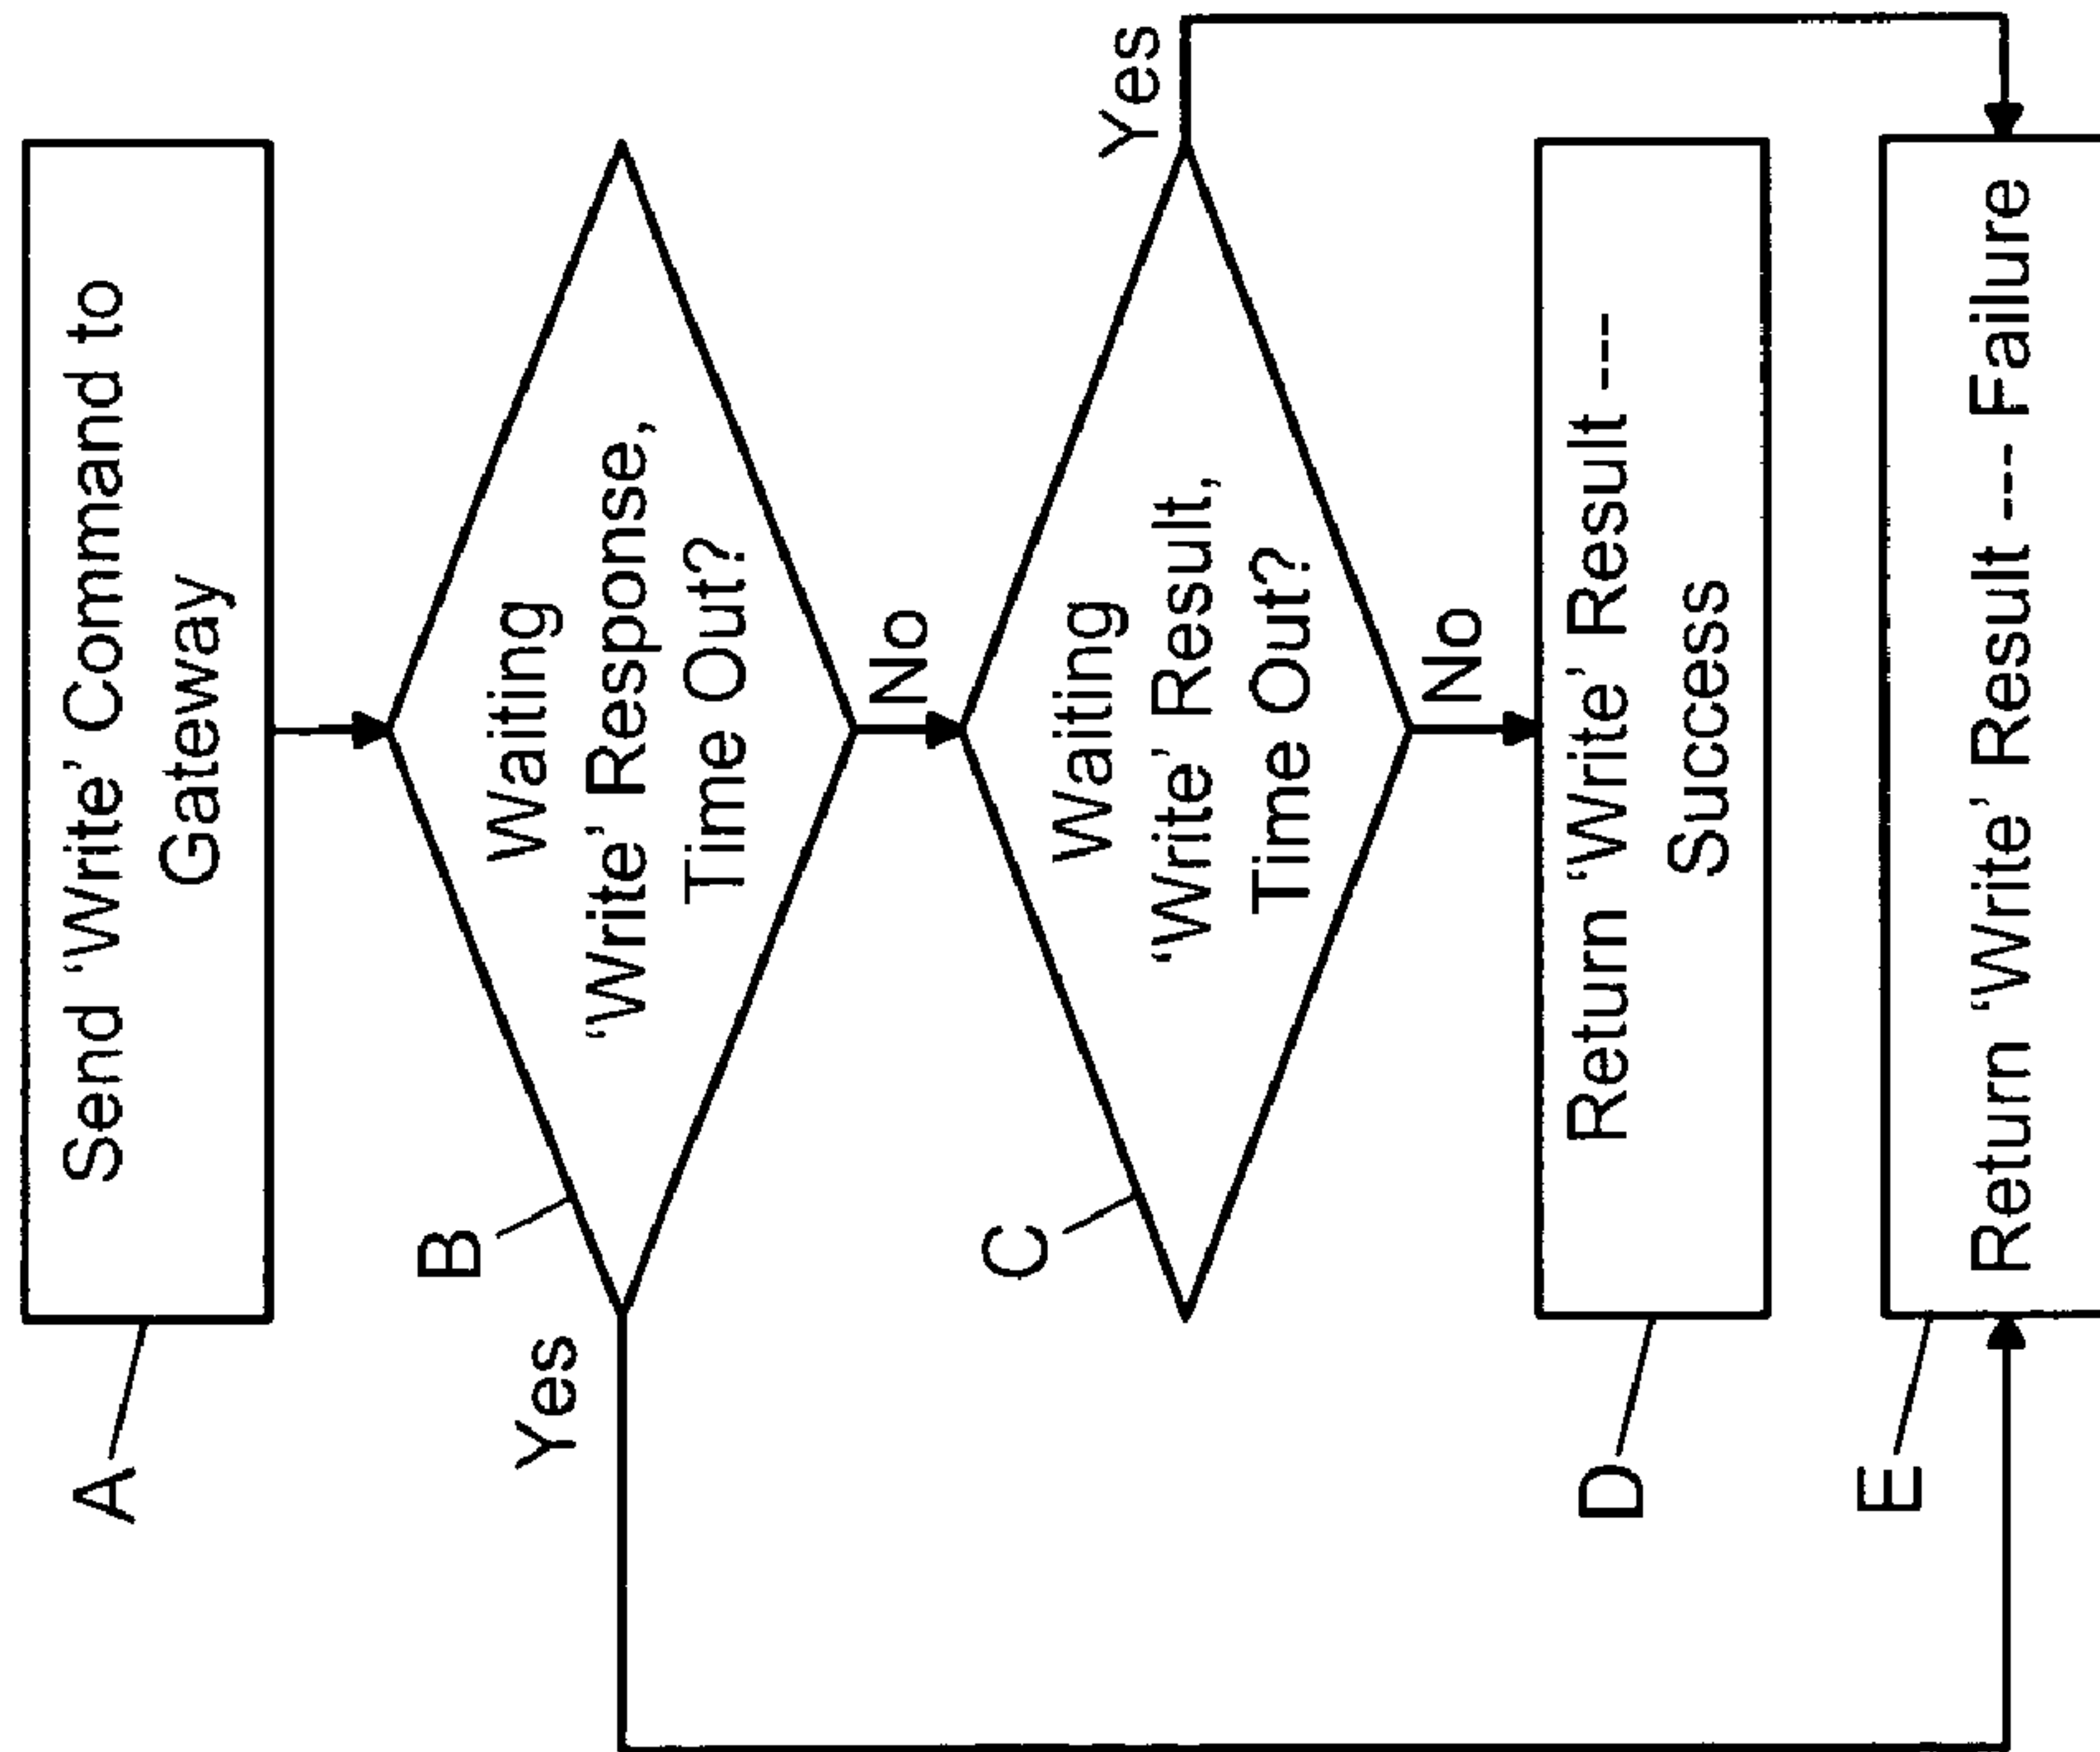 Send ‘Write’ Command to
Gateway
A
Waiting
‘Write’ Response,
Time Out?
B
Yes
No
Waiting
‘Write’ Result,
Time Out?
C
Yes
No
Return ‘Write’ Result ---
Success
D
Return ‘Write’ Result --- Failure
E